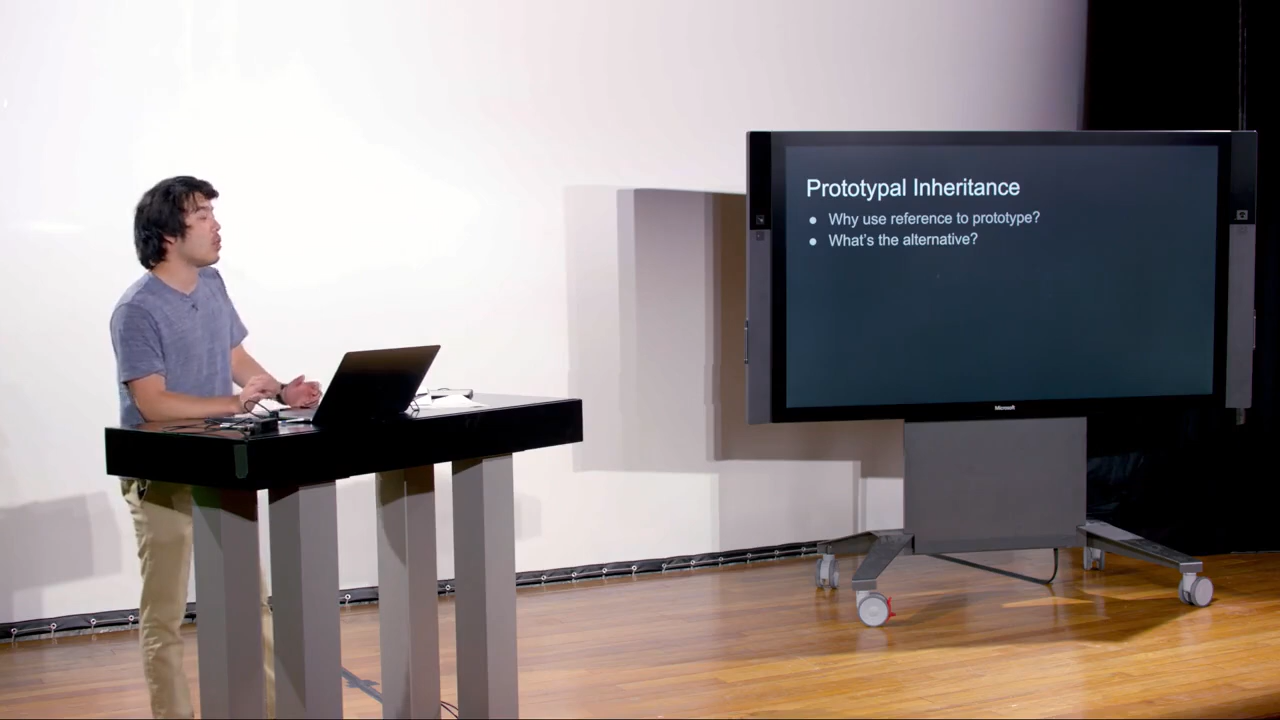 Prototypal Inheritance
● Why use reference to prototype?
● What's the alternative?
Microsoft